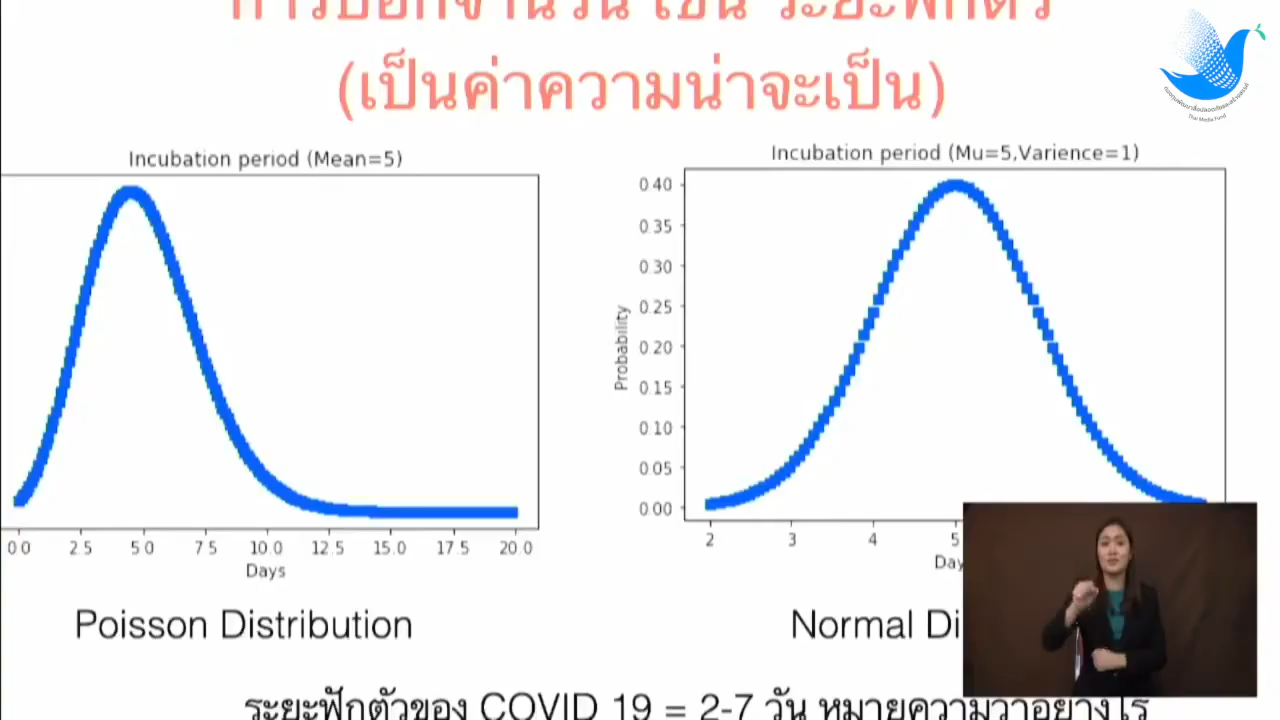 การบอกจำนวน เช่น ระยะฟักตัว
(เป็นค่าความน่าจะเป็น)
Thai Media Fund
Incubation period (Mean=5)
0 0 2.5 5 0 7 5 10.0 12.5 15.0 17.5 20.0
Days
Poisson Distribution
Incubation period (Mu=5,Varience=1)
0 40
0.35
0 30
0 25
0 20
0.15
0 10
0 05
0 00
Probability
2 3 4 5
Day
Normal Di
ระยะฟักตัวของ COVID 19 = 2-7 วัน หมายความว่าอย่างไร